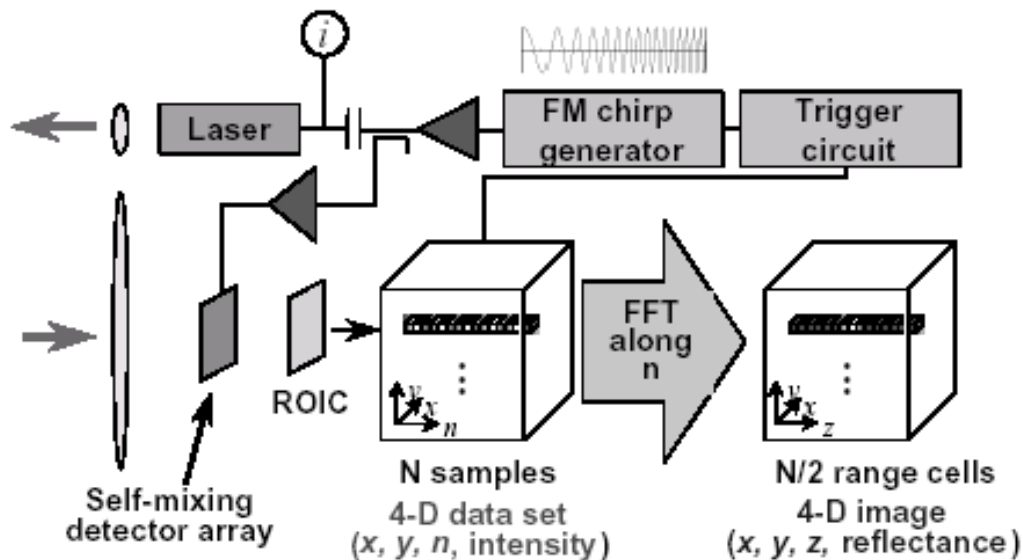 i
Laser
FM chirp
generator
Trigger
circuit
ROIC
FFT
along
n
y
x
n
y
x
z
Self-mixing
detector array
N samples
4-D data set
(x, y, n, intensity)
N/2 range cells
4-D image
(x, y, z, reflectance)